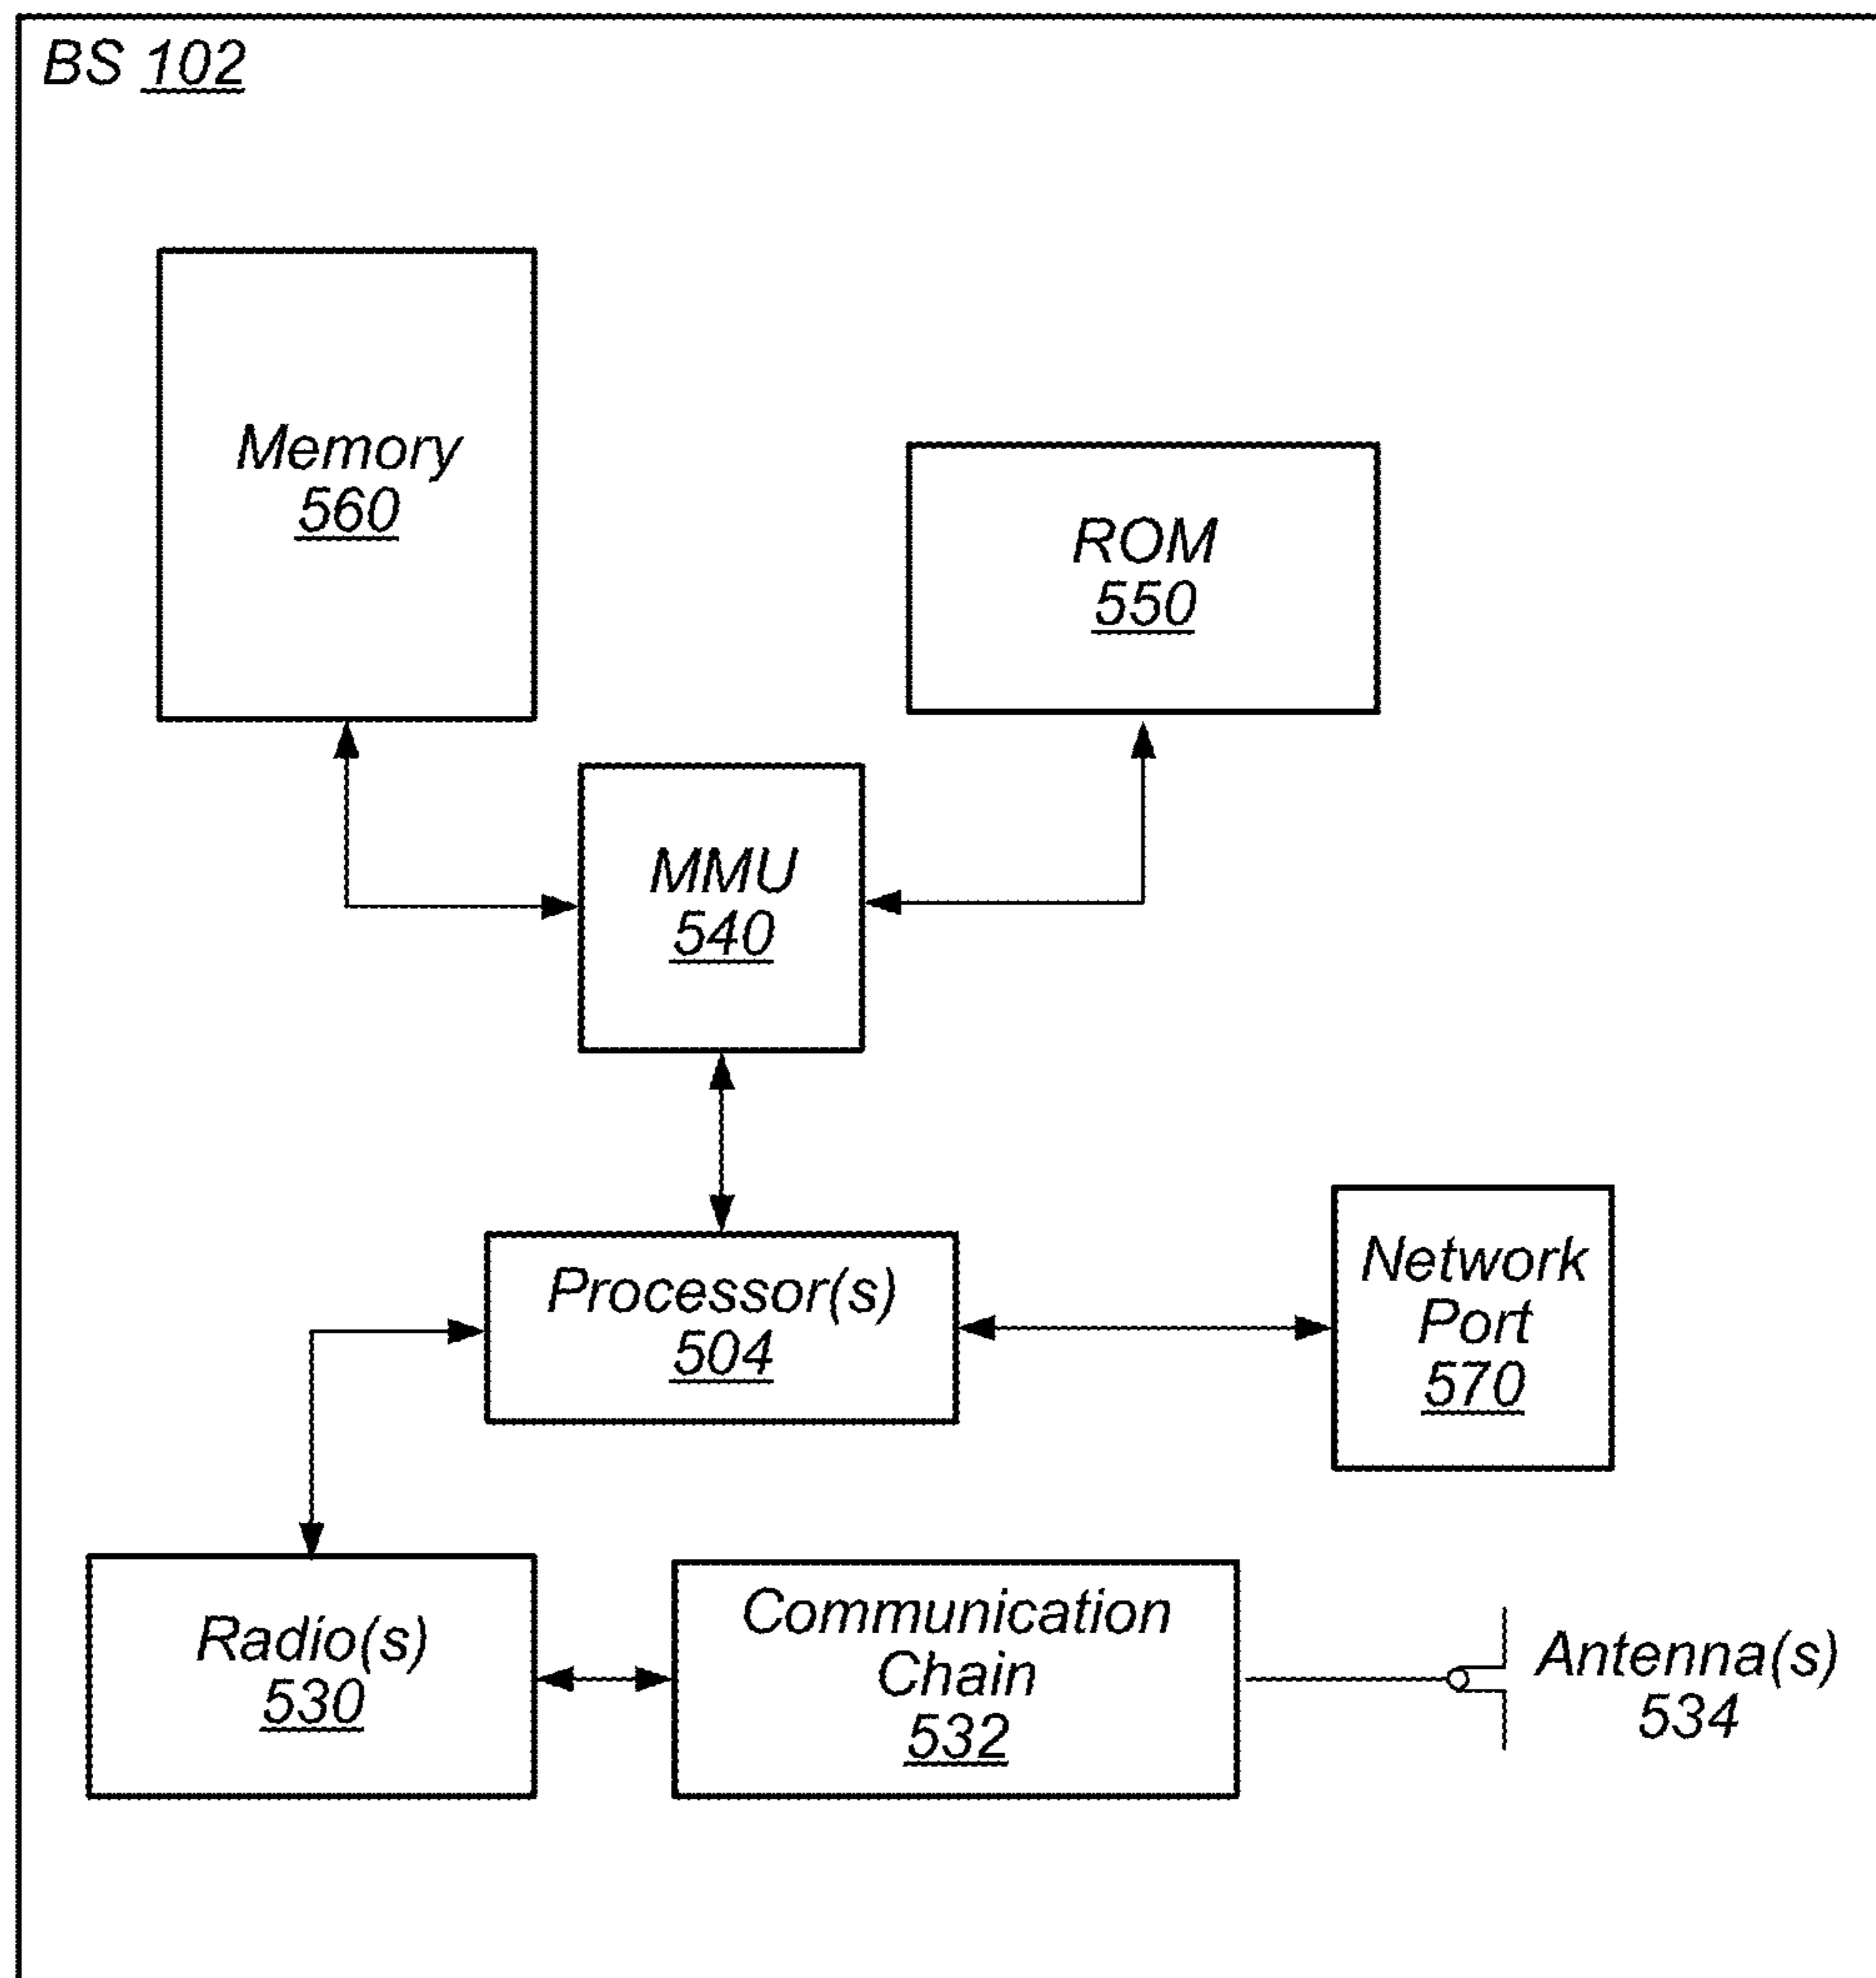 BS 102
Memory
560
ROM
550
MMU
540
Processor(s)
504
Network
Port
570
Radio(s)
530
Communication
Chain
532
Antenna(s)
534